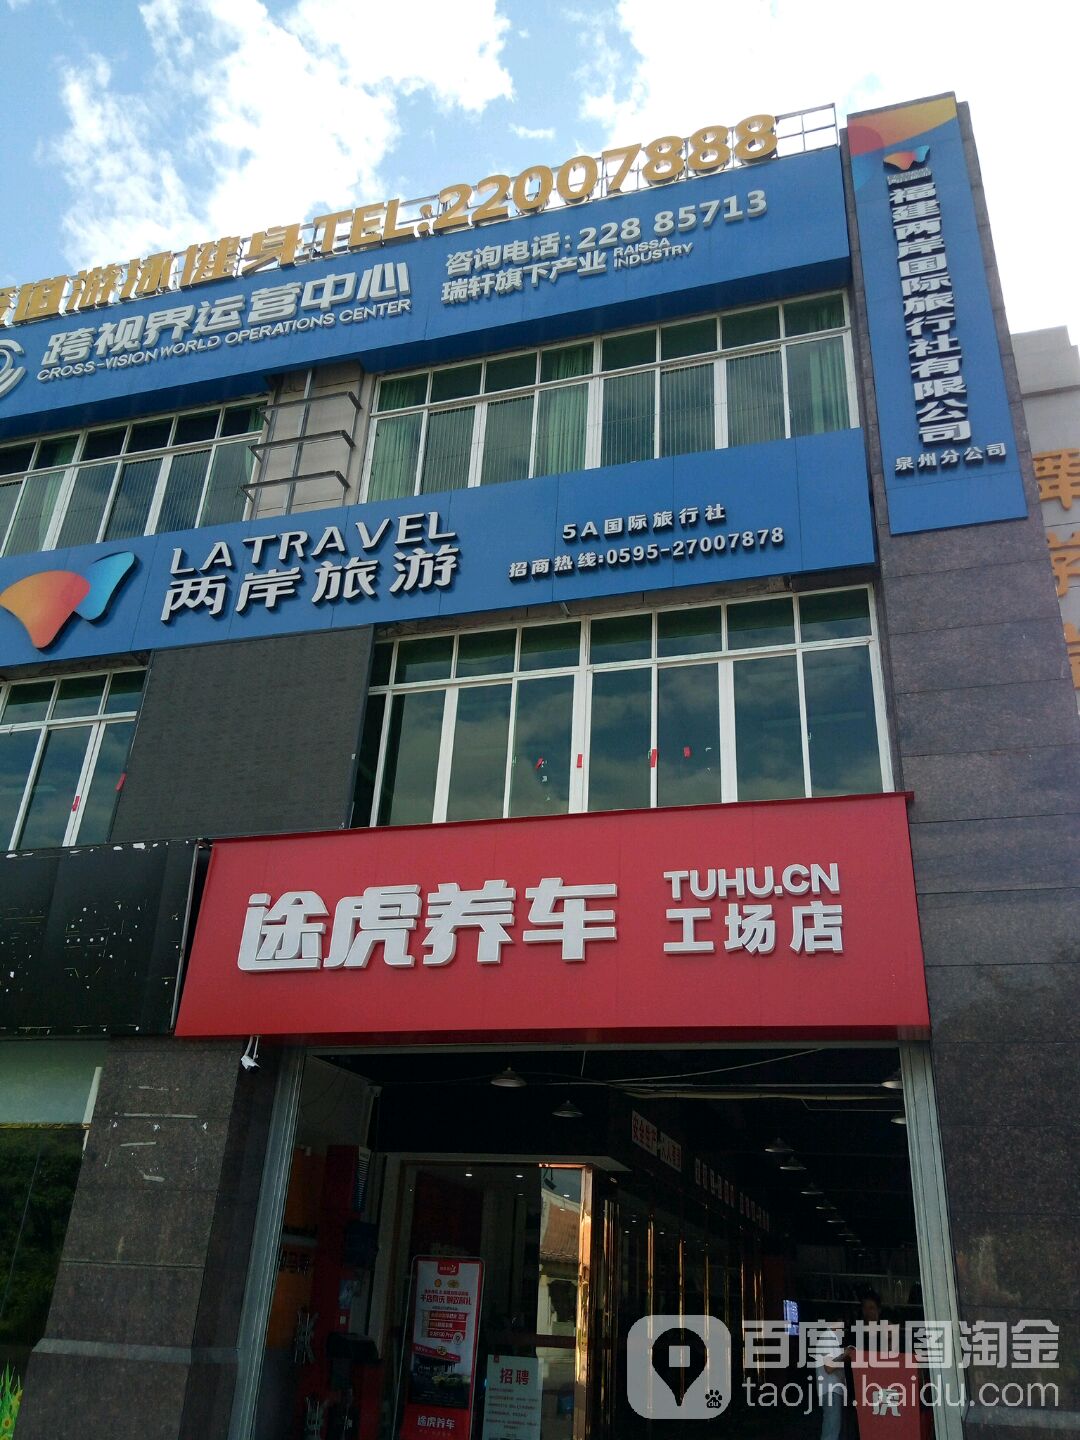 道游泳健身 TEL:22007888
跨视界运营中心
CROSS-VISION WORLD OPERATIONS CENTER
咨询电话:228 85713
瑞轩旗下产业 RAISSA INDUSTRY
福建两岸国际旅行社有限公司
泉州分公司
LATRAVEL
两岸旅游
5A国际旅行社
招商热线:0595-27007878
途虎养车
TUHU.CN
工场店
招聘
途虎养车
虎
百度地图淘金
taojin.baidu.com